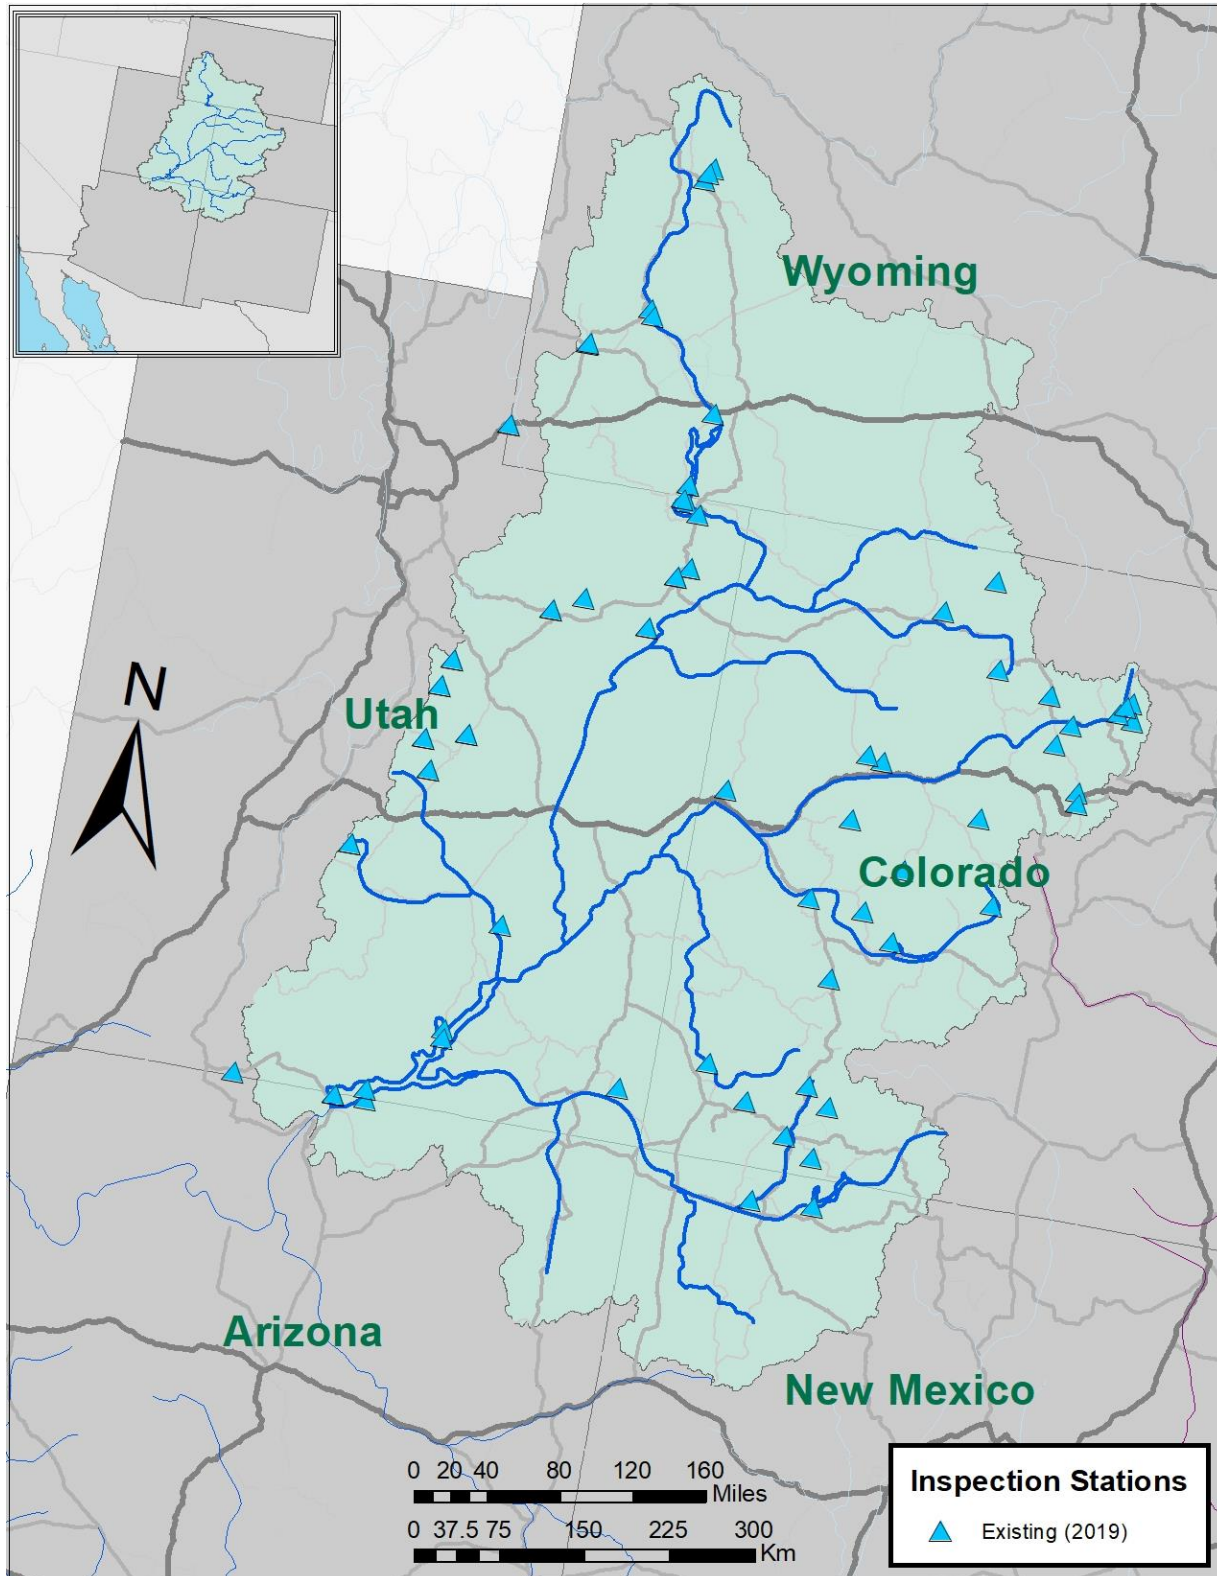 Wyoming
N
Utah
Colorado
Arizona
New Mexico
0 20 40 80 120 160
Miles
0 37.5 75 150 225 300
Km
Inspection Stations
Existing (2019)